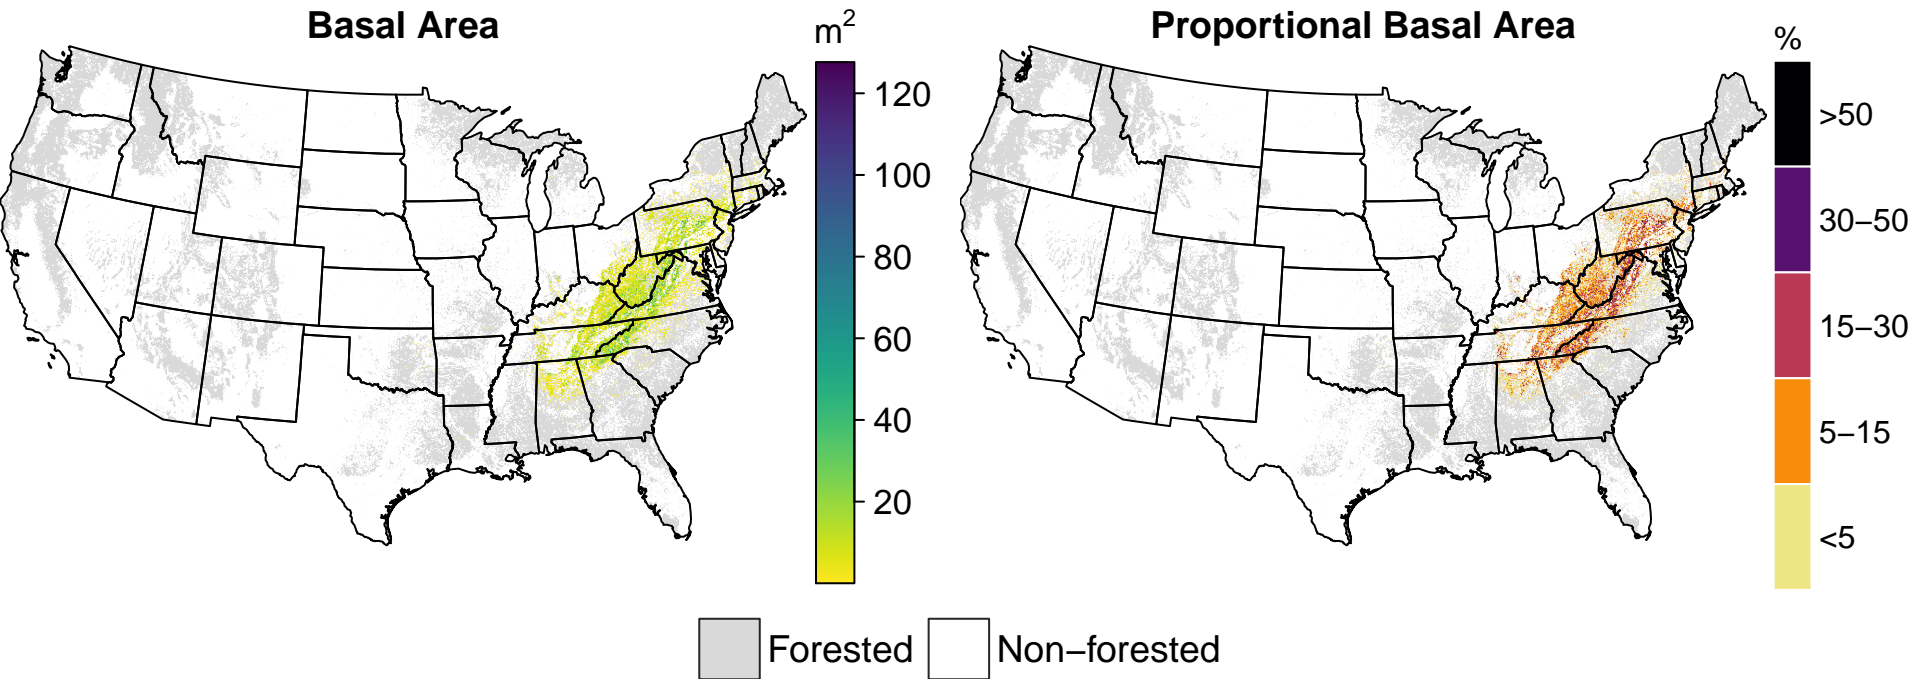 Basal Area
m²
120
100
80
60
40
20
Proportional Basal Area
%
>50
30−50
15−30
5−15
<5
Forested
Non−forested